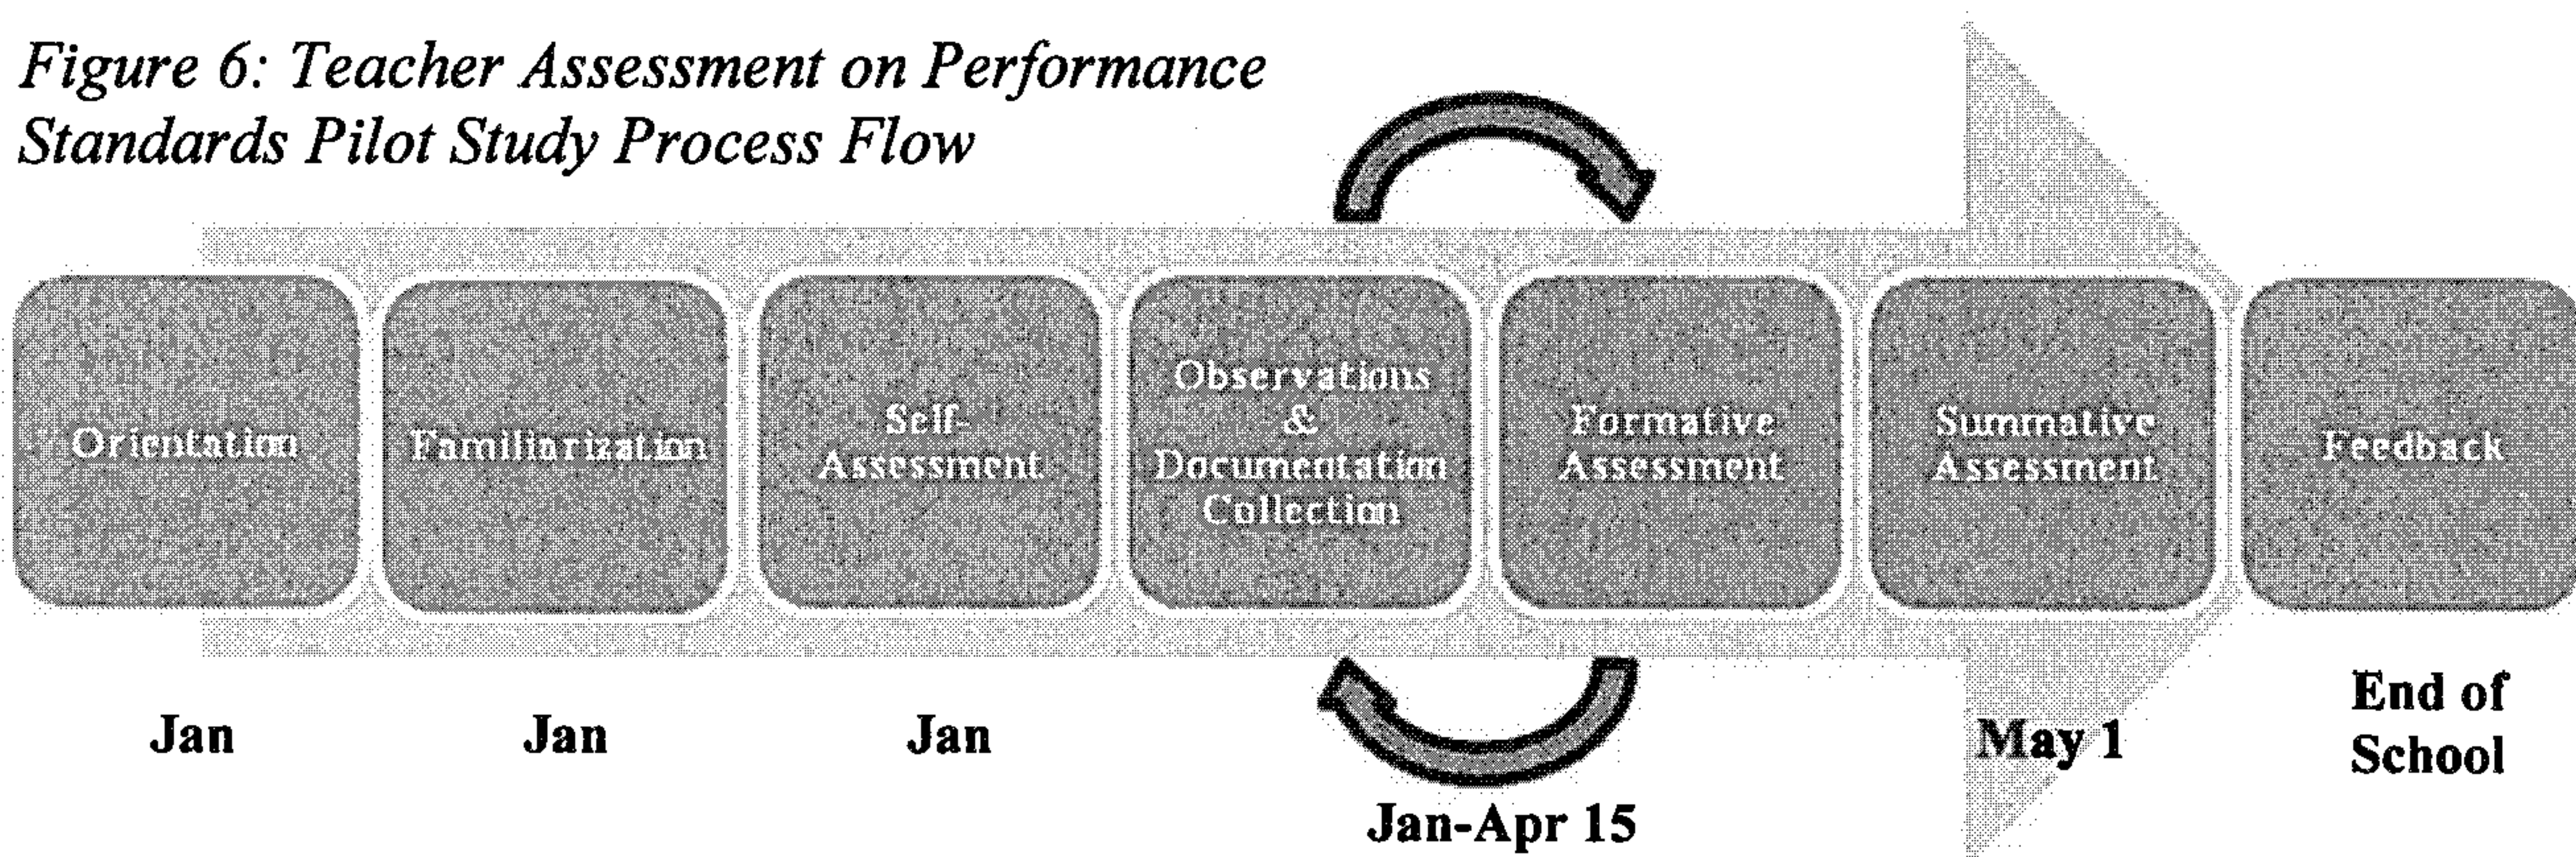 Figure 6: Teacher Assessment on Performance
Standards Pilot Study Process Flow
Orientation
Familiarization
Self-
Assessment
Observations
&
Documentation
Collection
Formative
Assessment
Summative
Assessment
Feedback
Jan
Jan
Jan
Jan-Apr 15
May 1
End of
School